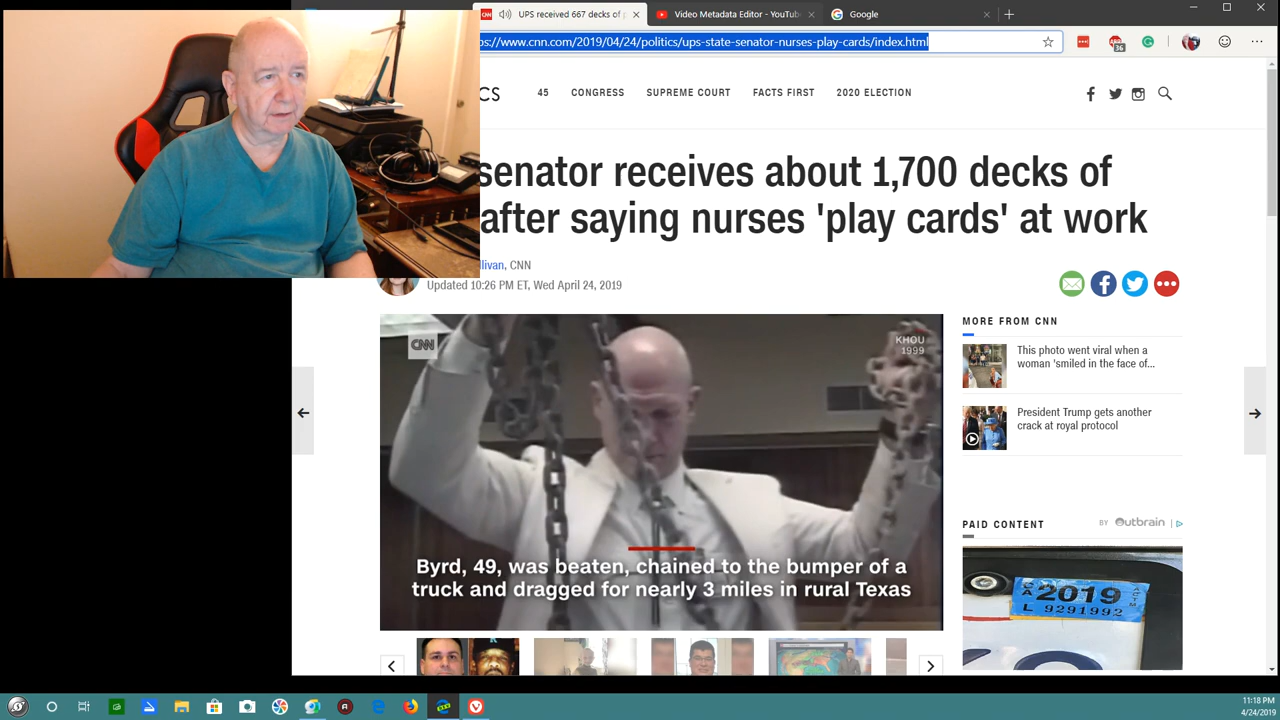 UPS received 667 decks of p
Video Metadata Editor - YouTu
Google
ps://www.cnn.com/2019/04/24/politics/ups-state-senator-nurses-play-cards/index.html
36
CS
45
CONGRESS
SUPREME COURT
FACTS FIRST
2020 ELECTION
senator receives about 1,700 decks of
after saying nurses 'play cards' at work
llivan, CNN
Updated 10:26 PM ET, Wed April 24, 2019
CNN
KHOU
1999
Byrd, 49, was beaten, chained to the bumper of a
truck and dragged for nearly 3 miles in rural Texas
MORE FROM CNN
This photo went viral when a
woman 'smiled in the face of...
President Trump gets another
crack at royal protocol
PAID CONTENT
BY Outbrain
CA 2019
L 9291992
11:18 PM
4/24/2019